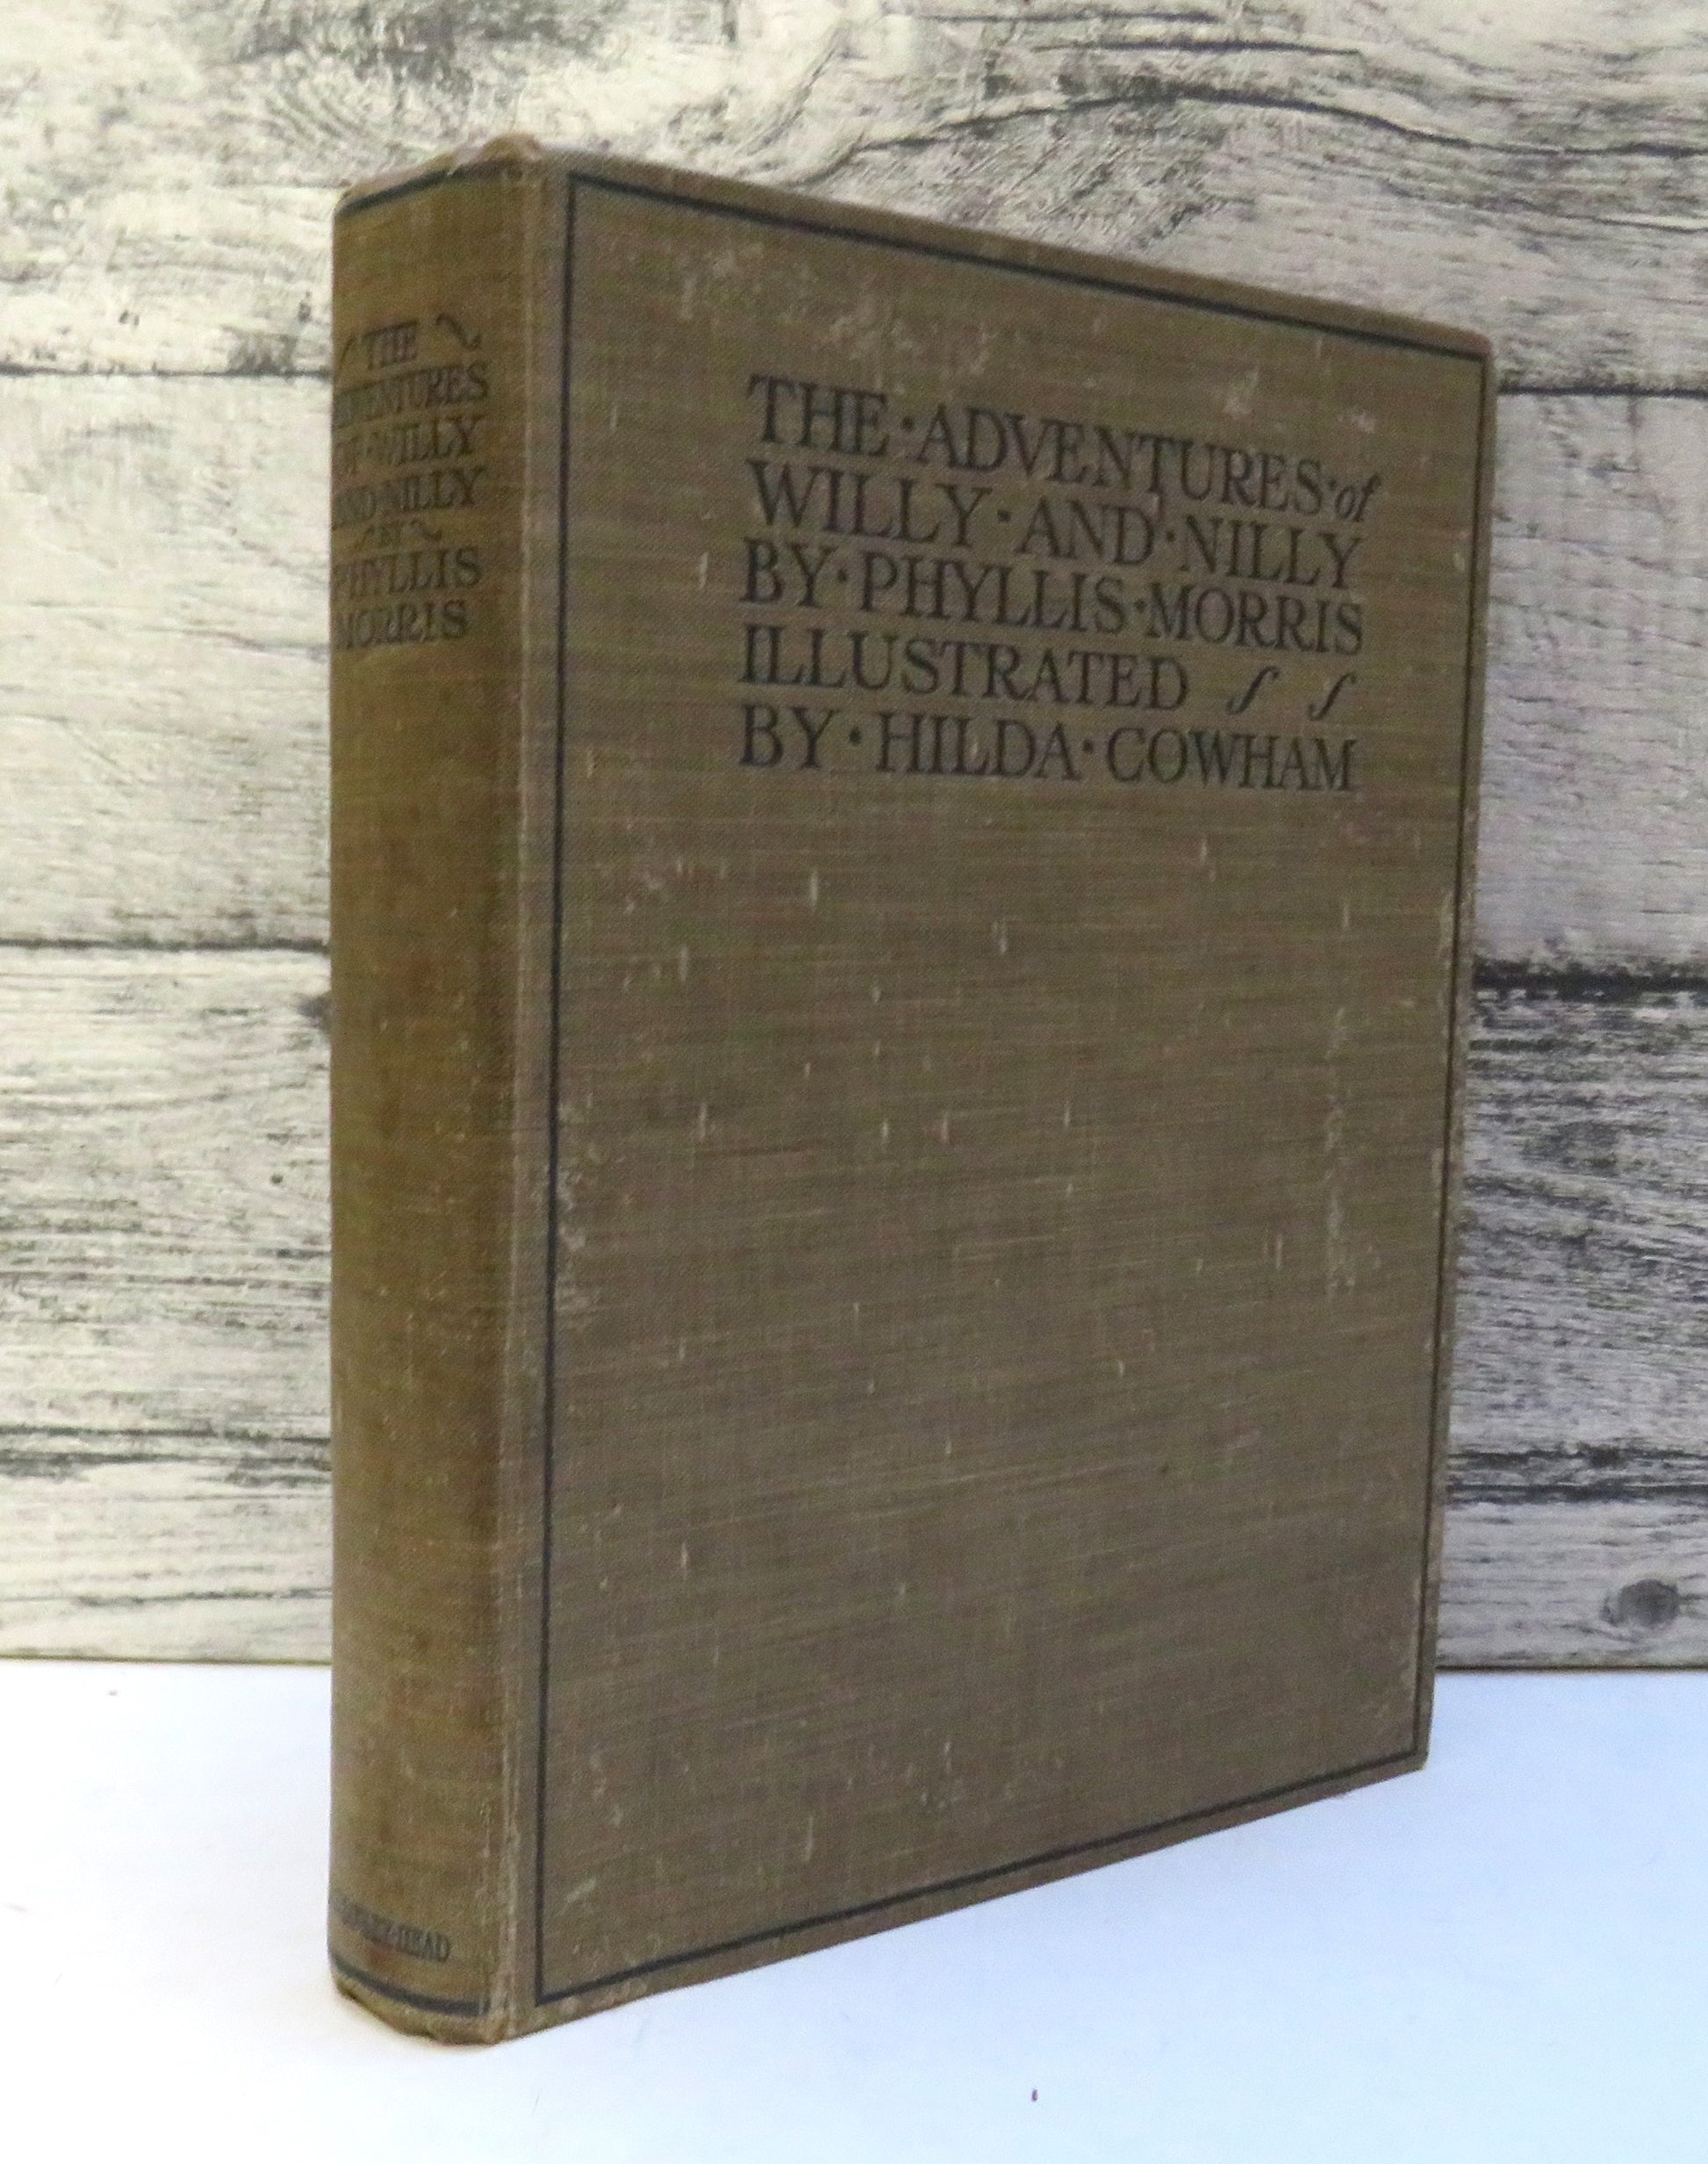 THE
ADVENTURES
OF·WILLY
AND·NILLY
BY
PHYLLIS
MORRIS
HEAD
THE·ADVENTURES·of
WILLY·AND·NILLY
BY·PHYLLIS·MORRIS
ILLUSTRATED
BY·HILDA·COWHAM